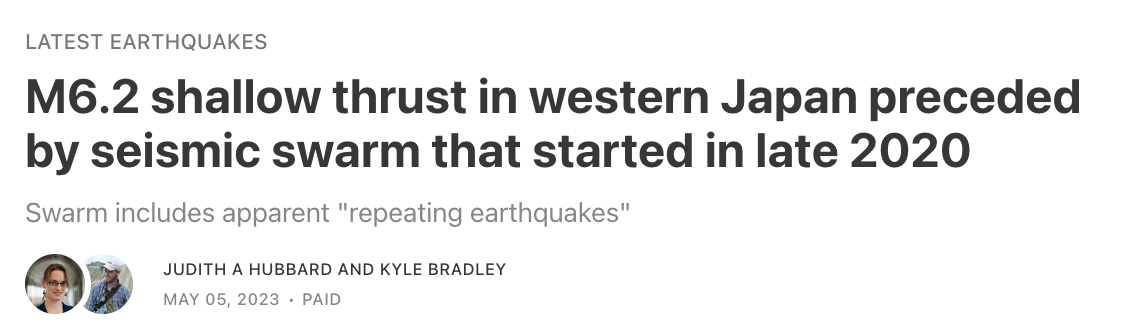 LATEST EARTHQUAKES
M6.2 shallow thrust in western Japan preceded
by seismic swarm that started in late 2020
Swarm includes apparent "repeating earthquakes"
JUDITH A HUBBARD AND KYLE BRADLEY
MAY 05, 2023 • PAID